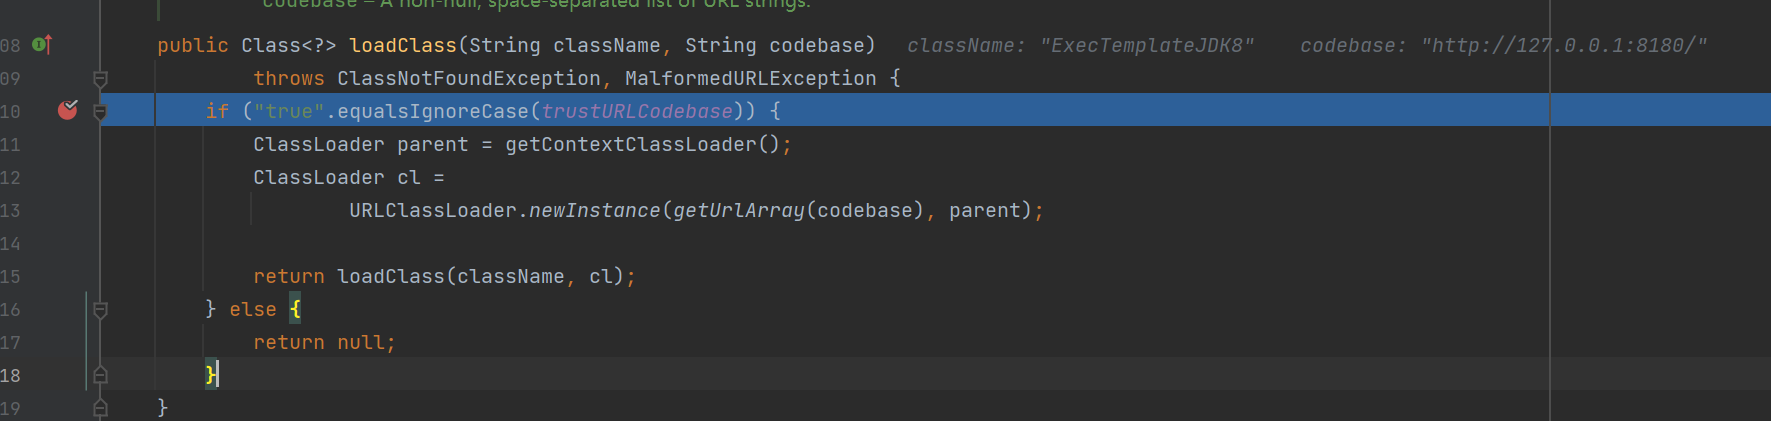 codebase – A non-null, space-separated list of URL strings.
08 public Class<?> loadClass(String className, String codebase) className: "ExecTemplateJDK8" codebase: "http://127.0.0.1:8180/"
09 throws ClassNotFoundException, MalformedURLException {
10 if ("true".equalsIgnoreCase(trustURLCodebase)) {
11 ClassLoader parent = getContextClassLoader();
12 ClassLoader cl =
13 URLClassLoader.newInstance(getUrlArray(codebase), parent);
14
15 return loadClass(className, cl);
16 } else {
17 return null;
18 }
19 }